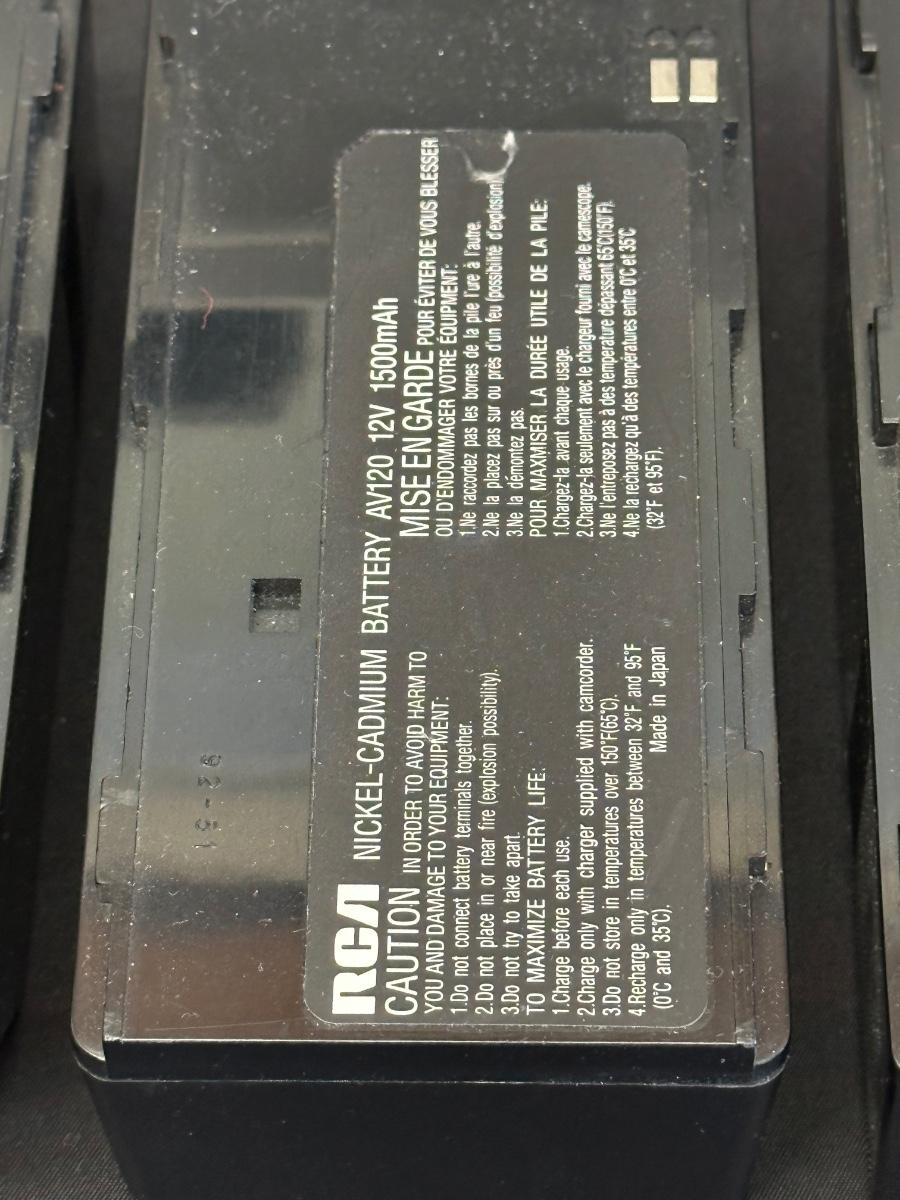 RCA NICKEL-CADMIUM BATTERY AV120 12V 1500mAh
CAUTION IN ORDER TO AVOID HARM TO
YOU AND DAMAGE TO YOUR EQUIPMENT:
1.Do not connect battery terminals together.
2.Do not place in or near fire (explosion possibility).
3.Do not try to take apart.
TO MAXIMIZE BATTERY LIFE:
1.Charge before each use.
2.Charge only with charger supplied with camcorder.
3.Do not store in temperatures over 150°F(65°C).
4.Recharge only in temperatures between 32°F and 95°F
(0°C and 35°C).
Made in Japan
MISE EN GARDE POUR ÉVITER DE VOUS BLESSER
OU D'ENDOMMAGER VOTRE ÉQUIPMENT:
1.Ne raccordez pas les bornes de la pile l'ure à l'autre.
2.Ne la placez pas sur ou près d'un feu (possibilité d'explosion)
3.Ne la démontez pas.
POUR MAXMISER LA DURÉE UTILE DE LA PILE:
1.Chargez-la avant chaque usage.
2.Chargez-la seulement avec le chargeur fourni avec le camescope.
3.Ne l'entreposez pas à des temperature dépassant 65°C(150°F).
4.Ne la rechargez qu'à des températures entre 0°C et 35°C
(32°F et 95°F).